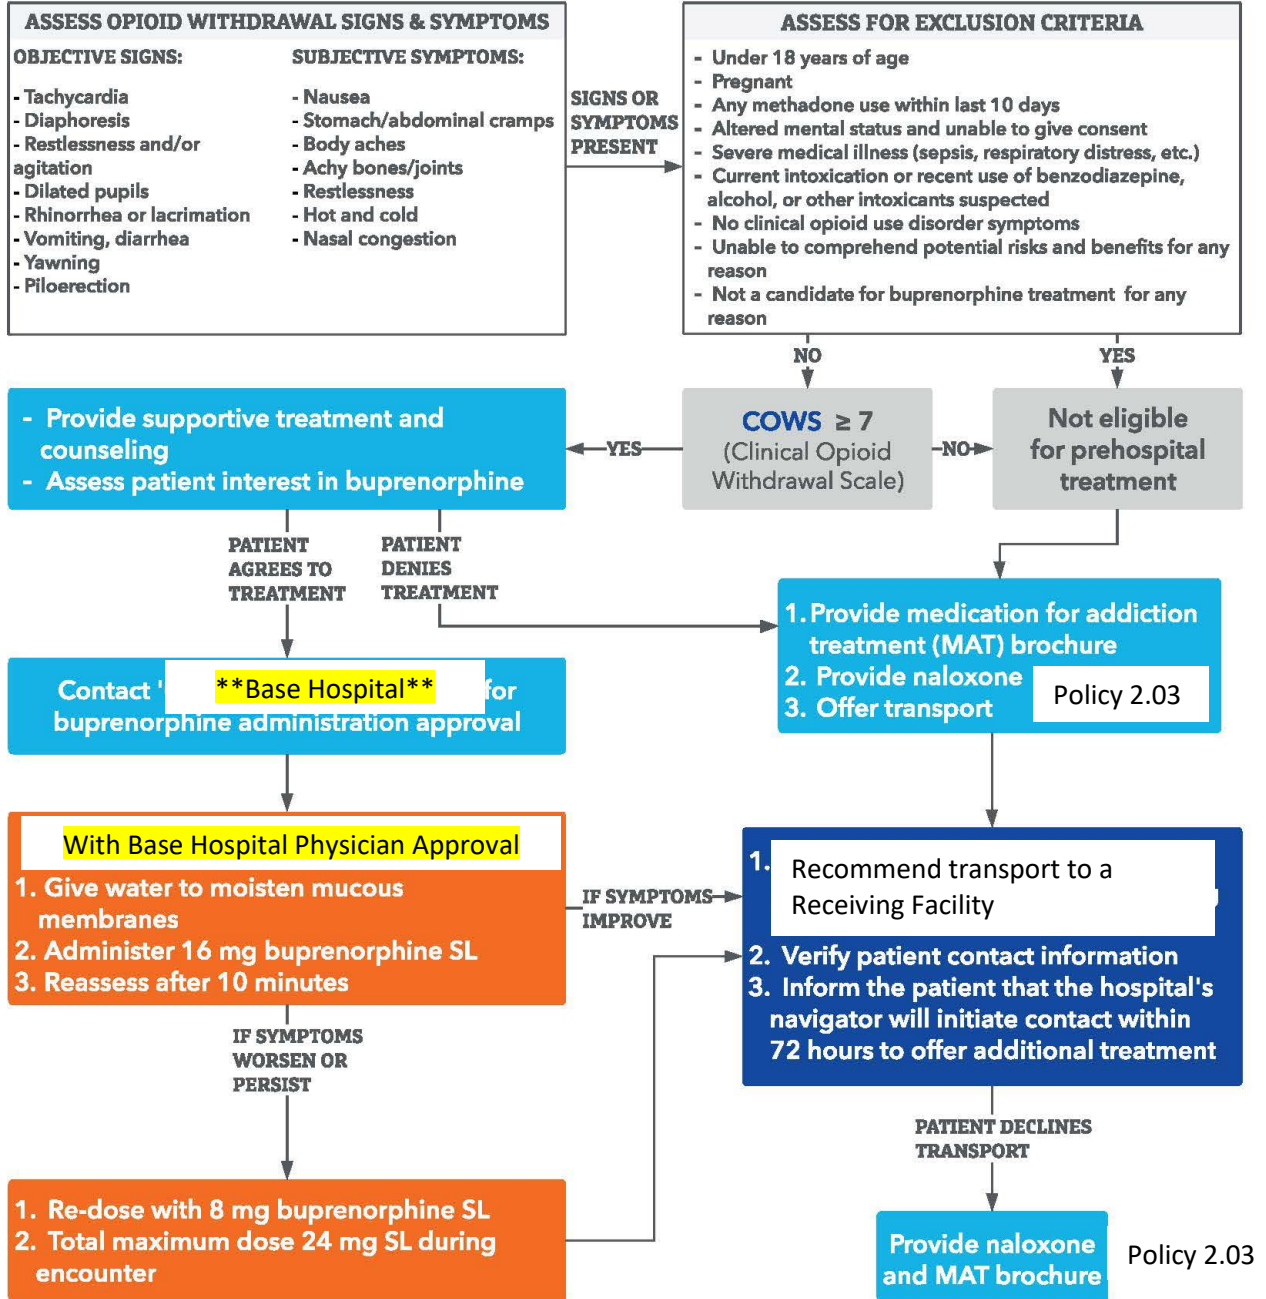 ASSESS OPIOID WITHDRAWAL SIGNS & SYMPTOMS
OBJECTIVE SIGNS:
- Tachycardia
- Diaphoresis
- Restlessness and/or
agitation
- Dilated pupils
- Rhinorrhea or lacrimation
- Vomiting, diarrhea
- Yawning
- Piloerection
SUBJECTIVE SYMPTOMS:
- Nausea
- Stomach/abdominal cramps
- Body aches
- Achy bones/joints
- Restlessness
- Hot and cold
- Nasal congestion
SIGNS OR
SYMPTOMS
PRESENT
ASSESS FOR EXCLUSION CRITERIA
- Under 18 years of age
- Pregnant
- Any methadone use within last 10 days
- Altered mental status and unable to give consent
- Severe medical illness (sepsis, respiratory distress, etc.)
- Current intoxication or recent use of benzodiazepine,
alcohol, or other intoxicants suspected
- No clinical opioid use disorder symptoms
- Unable to comprehend potential risks and benefits for any
reason
- Not a candidate for buprenorphine treatment for any
reason
NO
YES
- Provide supportive treatment and
counseling
- Assess patient interest in buprenorphine
YES
COWS ≥ 7
(Clinical Opioid
Withdrawal Scale)
NO
Not eligible
for prehospital
treatment
PATIENT
AGREES TO
TREATMENT
PATIENT
DENIES
TREATMENT
1. Provide medication for addiction
treatment (MAT) brochure
2. Provide naloxone
3. Offer transport
Policy 2.03
Contact '
**Base Hospital**
for
buprenorphine administration approval
With Base Hospital Physician Approval
1. Give water to moisten mucous
membranes
2. Administer 16 mg buprenorphine SL
3. Reassess after 10 minutes
IF SYMPTOMS
IMPROVE
1.
Recommend transport to a
Receiving Facility
2. Verify patient contact information
3. Inform the patient that the hospital's
navigator will initiate contact within
72 hours to offer additional treatment
IF SYMPTOMS
WORSEN OR
PERSIST
PATIENT DECLINES
TRANSPORT
1. Re-dose with 8 mg buprenorphine SL
2. Total maximum dose 24 mg SL during
encounter
Provide naloxone
and MAT brochure
Policy 2.03